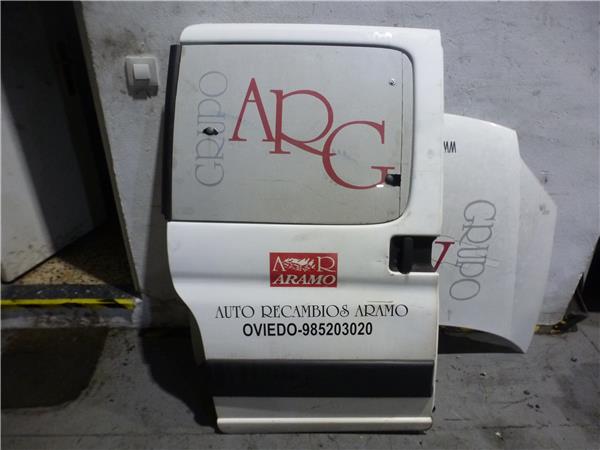 GRUPO
ARG
A R
ARAMO
AUTO RECAMBIOS ARAMO
OVIEDO-985203020
GRUPO